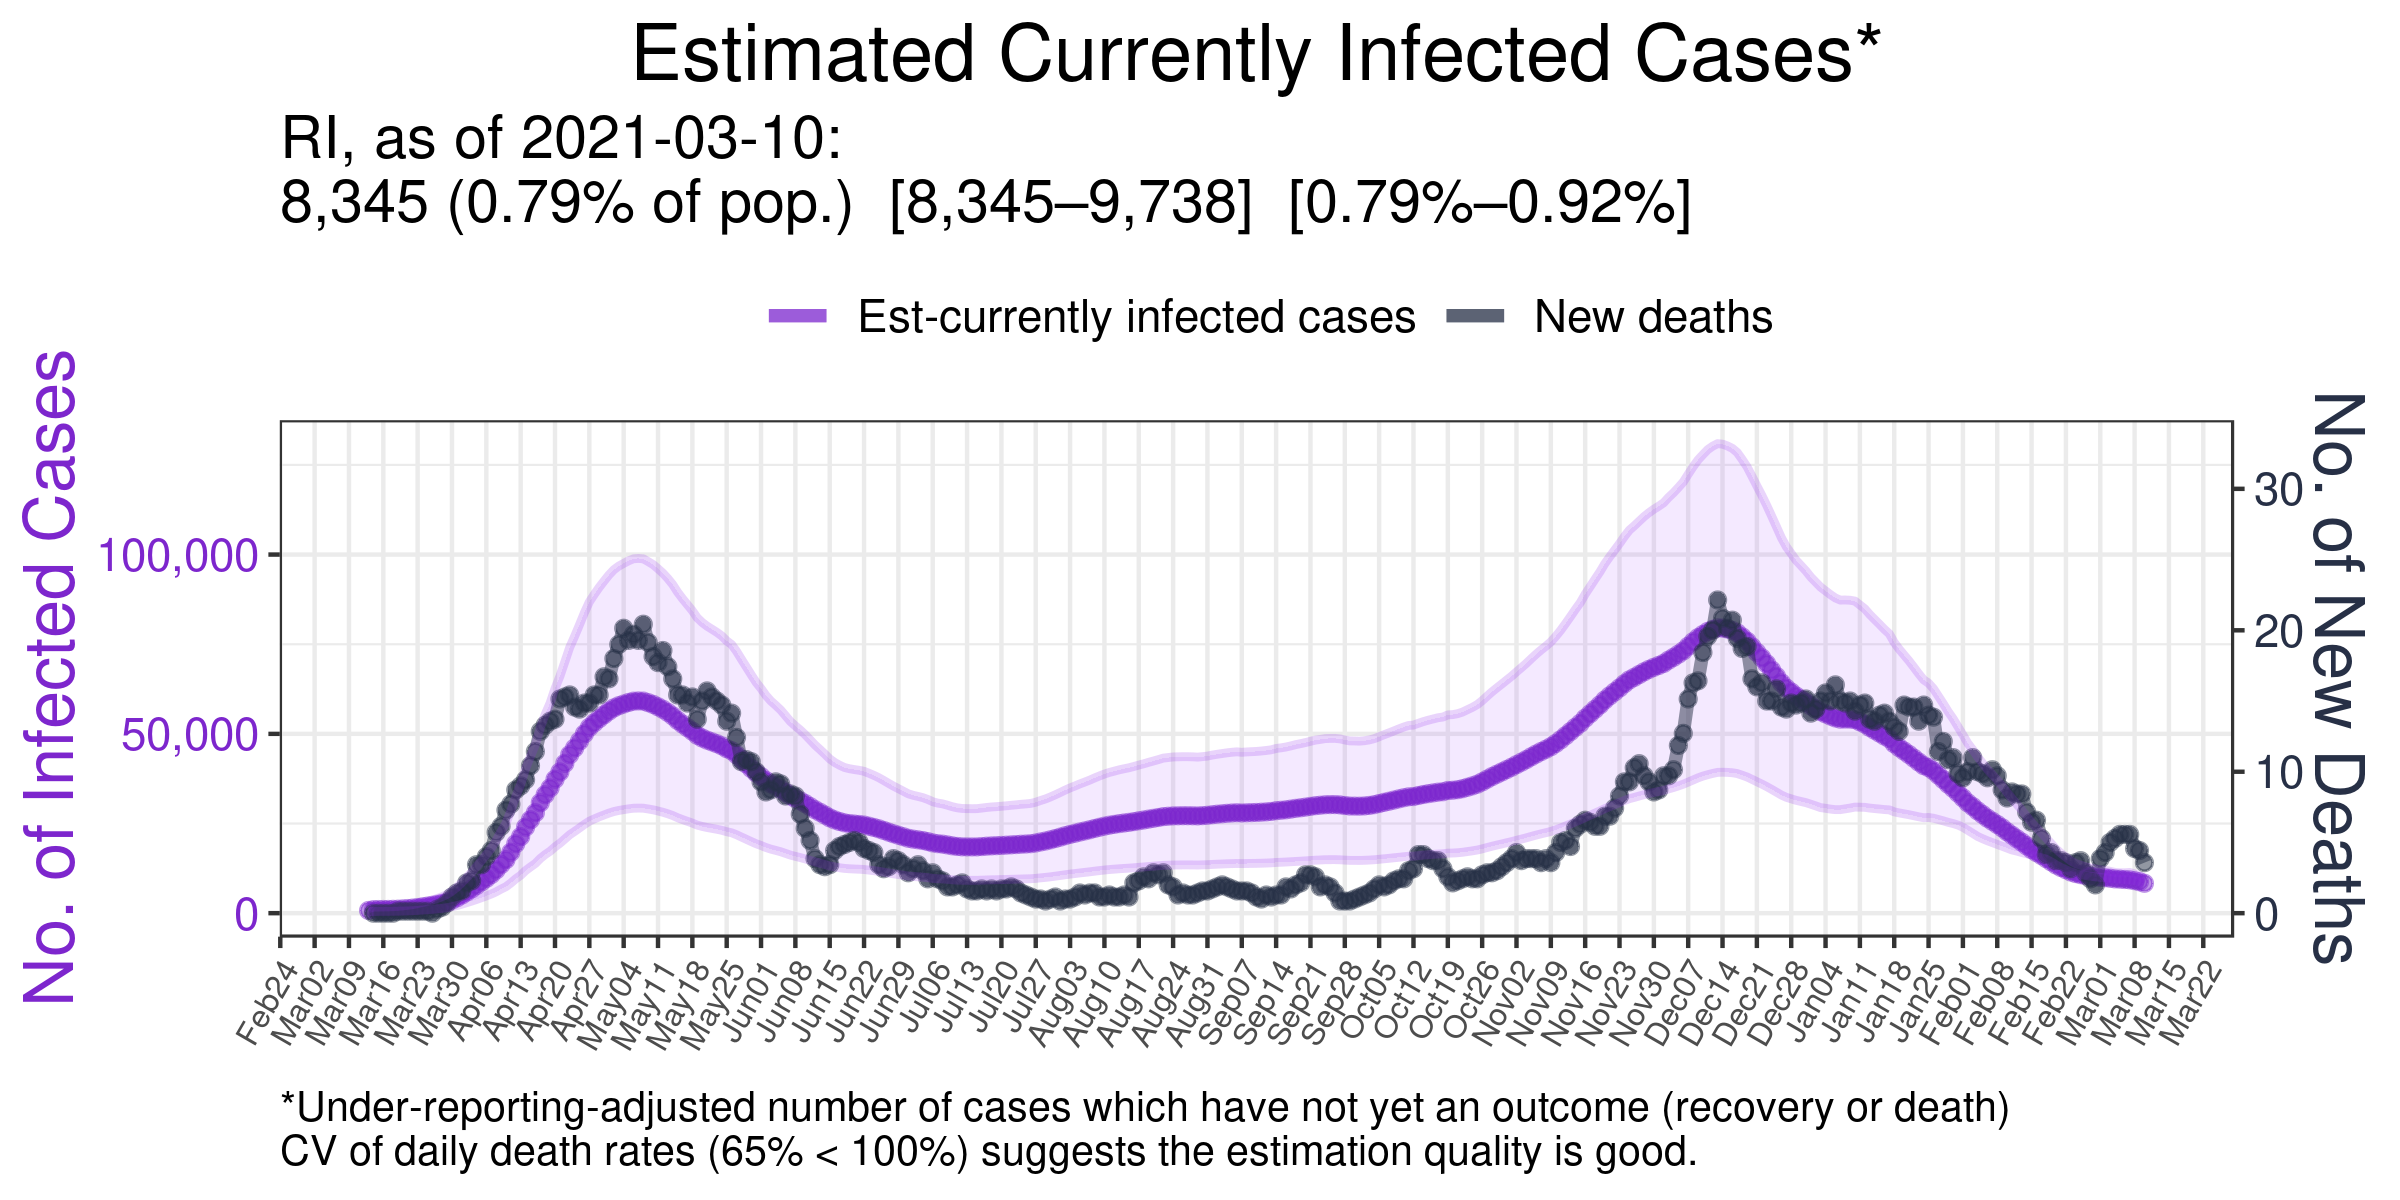 Estimated Currently Infected Cases*
RI, as of 2021-03-10:
8,345 (0.79% of pop.) [8,345–9,738] [0.79%–0.92%]
Est-currently infected cases
New deaths
No. of Infected Cases
100,000
50,000
0
30
20
10
0
No. of New Deaths
Feb24
Mar02
Mar09
Mar16
Mar23
Mar30
Apr06
Apr13
Apr20
Apr27
May04
May11
May18
May25
Jun01
Jun08
Jun15
Jun22
Jun29
Jul06
Jul13
Jul20
Jul27
Aug03
Aug10
Aug17
Aug24
Aug31
Sep07
Sep14
Sep21
Sep28
Oct05
Oct12
Oct19
Oct26
Nov02
Nov09
Nov16
Nov23
Nov30
Dec07
Dec14
Dec21
Dec28
Jan04
Jan11
Jan18
Jan25
Feb01
Feb08
Feb15
Feb22
Mar01
Mar08
Mar15
Mar22
*Under-reporting-adjusted number of cases which have not yet an outcome (recovery or death)
CV of daily death rates (65% < 100%) suggests the estimation quality is good.